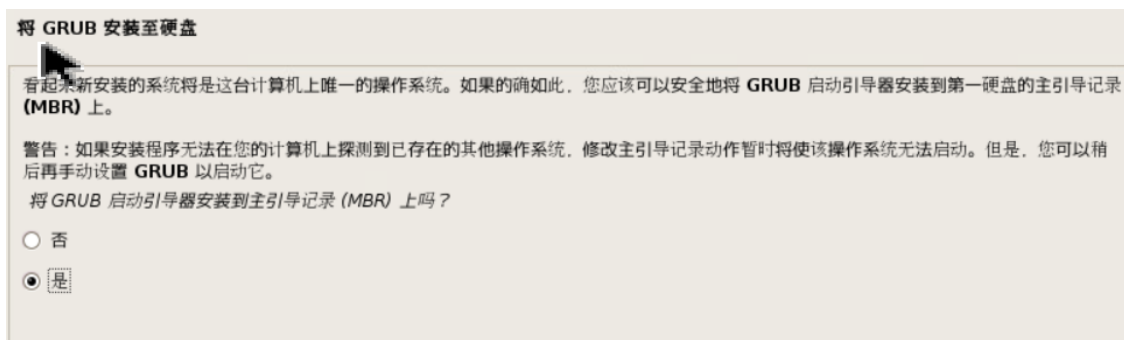 将 GRUB 安装至硬盘
看起来新安装的系统将是这台计算机上唯一的操作系统。如果的确如此，您应该可以安全地将 GRUB 启动引导器安装到第一硬盘的主引导记录
(MBR) 上。
警告：如果安装程序无法在您的计算机上探测到已存在的其他操作系统，修改主引导记录动作暂时将使该操作系统无法启动。但是，您可以稍
后再手动设置 GRUB 以启动它。
将 GRUB 启动引导器安装到主引导记录 (MBR) 上吗？
否
是